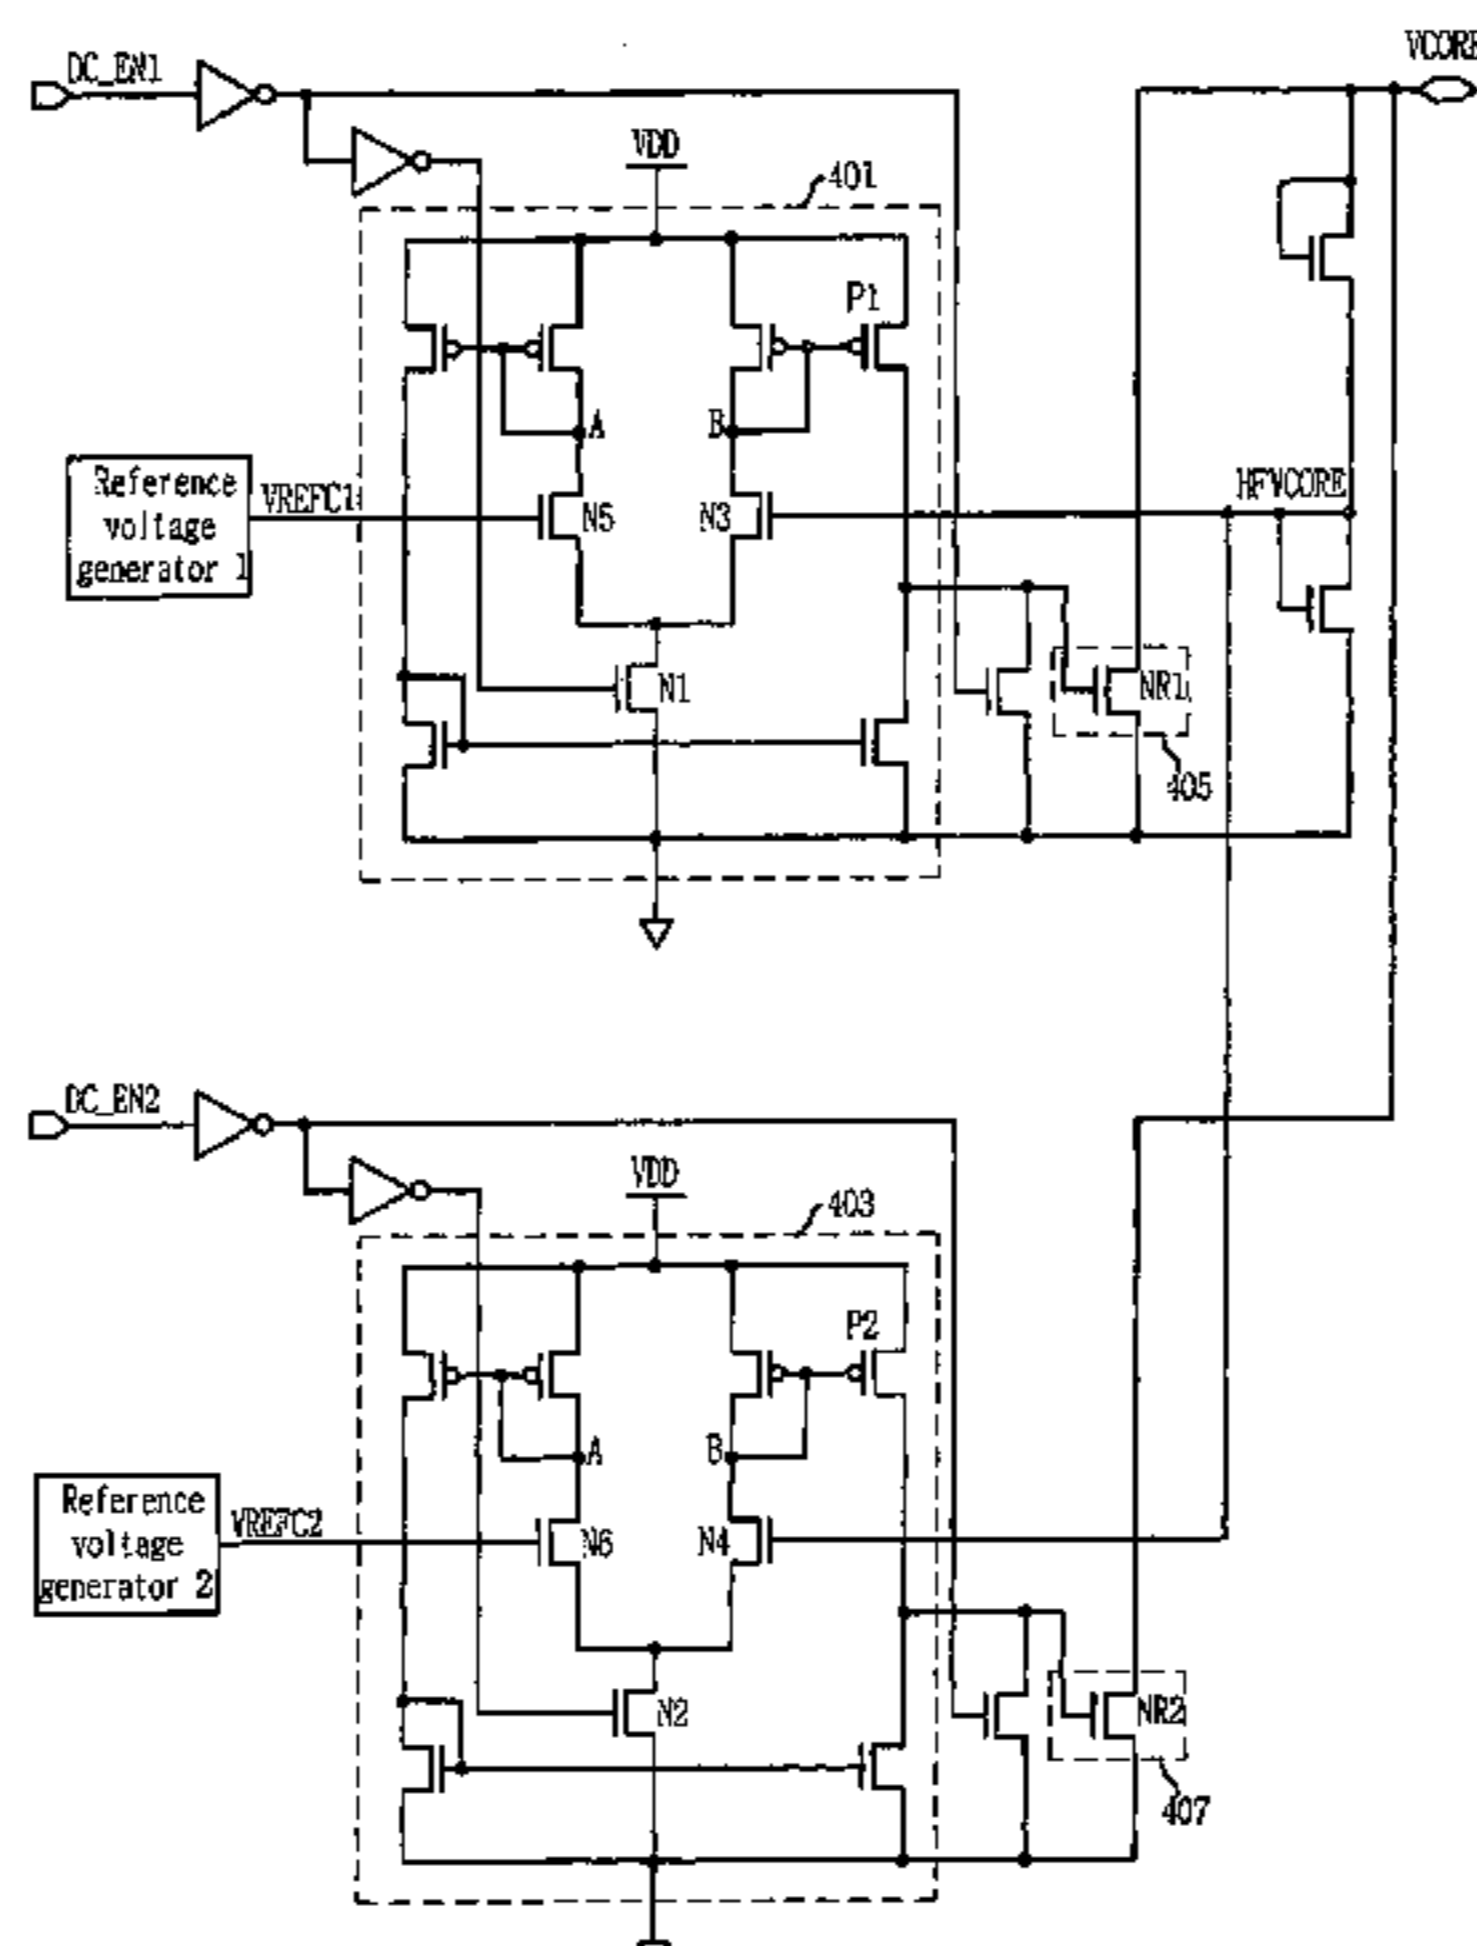 DC_EN1
VCORE
VDD
401
P1
A
B
HFVCORE
Reference
voltage
generator 1
VREFC1
N5
N3
N1
NR1
405
DC_EN2
VDD
403
P2
A
B
Reference
voltage
generator 2
VREFC2
N6
N4
N2
NR2
407